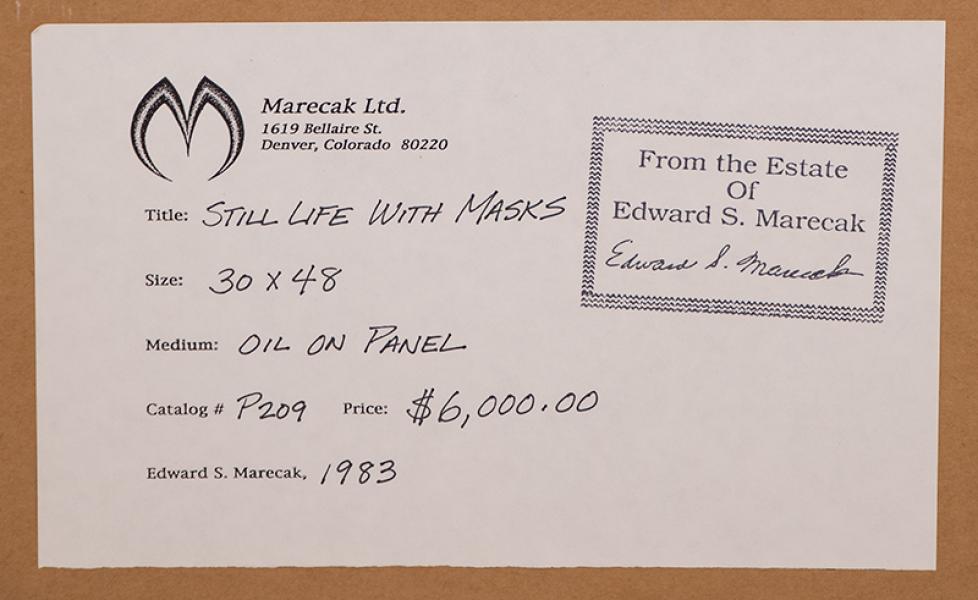 Marecak Ltd.
1619 Bellaire St.
Denver, Colorado 80220
From the Estate
Of
Edward S. Marecak
Edward S. Marecak
Title: STILL LIFE WITH MASKS
Size: 30 X 48
Medium: OIL ON PANEL
Catalog # P209 Price: $6,000.00
Edward S. Marecak, 1983